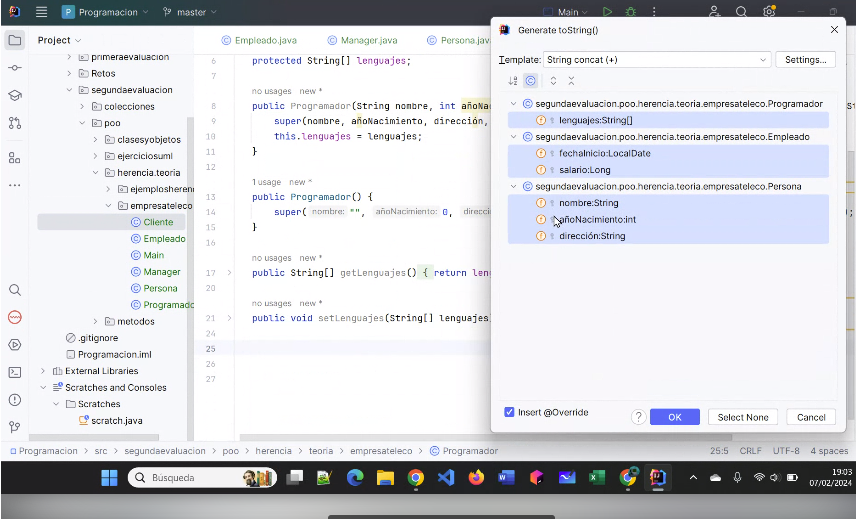 Programacion
master
Main
Project
primeraevaluacion
Retos
segundaevaluacion
colecciones
poo
clasesyobjetos
ejerciciosuml
herencia.teoria
ejemplosheren
empresateleco
Cliente
Empleado
Main
Manager
Persona
Programado
metodos
.gitignore
Programacion.iml
External Libraries
Scratches and Consoles
Scratches
scratch.java
Empleado.java
Manager.java
Persona.java
6 protected String[] lenguajes;
7
no usages new *
8 public Programador(String nombre, int añoNa
9 super(nombre, añoNacimiento, dirección,
10 this.lenguajes = lenguajes;
11 }
12
1 usage new *
13 public Programador() {
14 super( nombre: "", añoNacimiento: 0, direcci
15 }
16
no usages new *
17 public String[] getLenguajes() { return leng
20
no usages new *
21 public void setLenguajes(String[] lenguajes)
24
25
26
27
Generate toString()
Template: String concat (+)
Settings...
segundaevaluacion.poo.herencia.teoria.empresateleco.Programador
lenguajes:String[]
segundaevaluacion.poo.herencia.teoria.empresateleco.Empleado
fechaInicio:LocalDate
salario:Long
segundaevaluacion.poo.herencia.teoria.empresateleco.Persona
nombre:String
añoNacimiento:int
dirección:String
Insert @Override
? OK Select None Cancel
Programacion > src > segundaevaluacion > poo > herencia > teoria > empresateleco > Programador
25:5 CRLF UTF-8 4 spaces
Búsqueda
19:03
07/02/2024